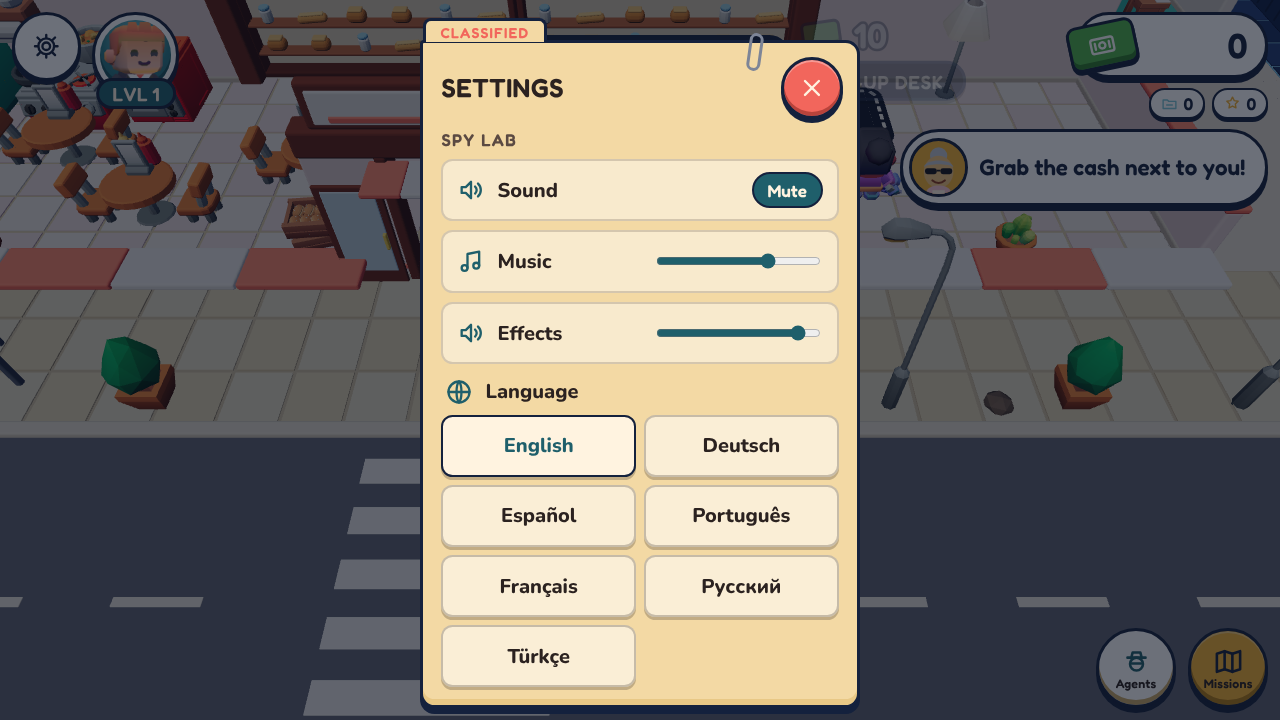 CLASSIFIED
10
UP DESK
0
SETTINGS
LVL 1
0
0
SPY LAB
Grab the cash next to you!
Sound
Mute
Music
Effects
Language
English
Deutsch
Español
Português
Français
Русский
Türkçe
Agents
Missions